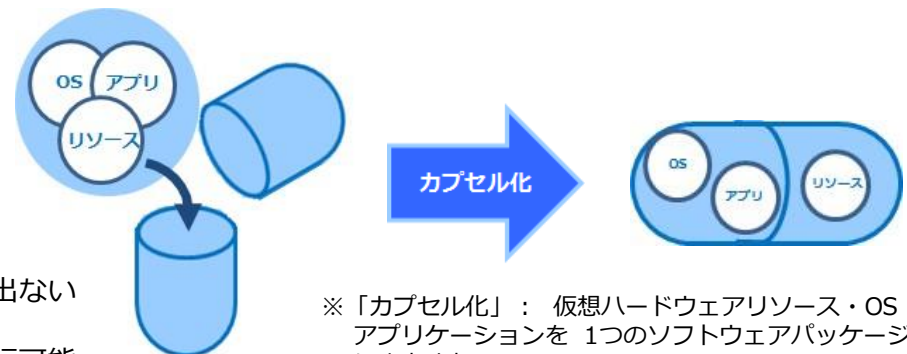 OS
アプリ
リソース
カプセル化
OS
アプリ
リソース
出ない
※「カプセル化」： 仮想ハードウェアリソース・OS
アプリケーションを 1つのソフトウェアパッケージ